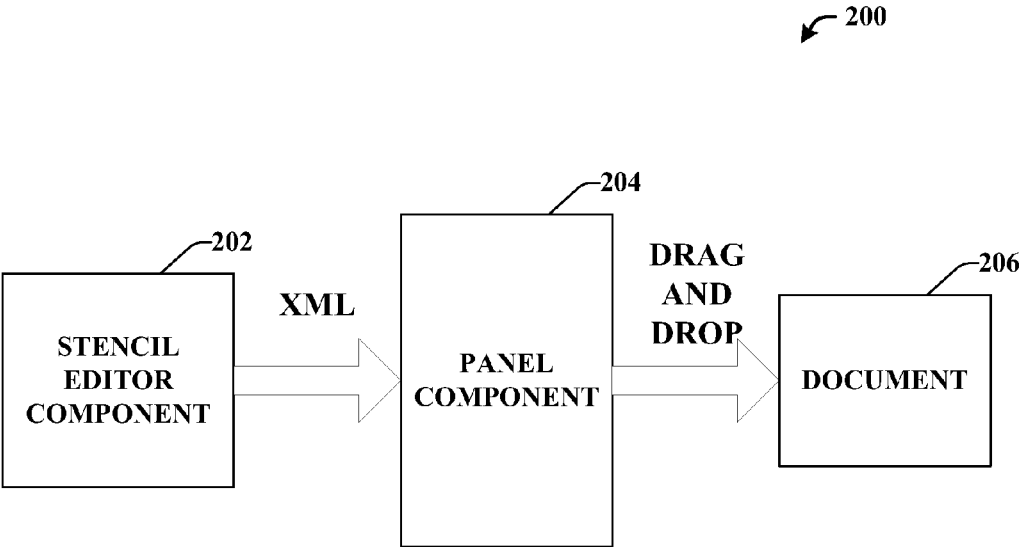 200
204
202
DRAG
AND
DROP
206
XML
STENCIL
EDITOR
COMPONENT
PANEL
COMPONENT
DOCUMENT